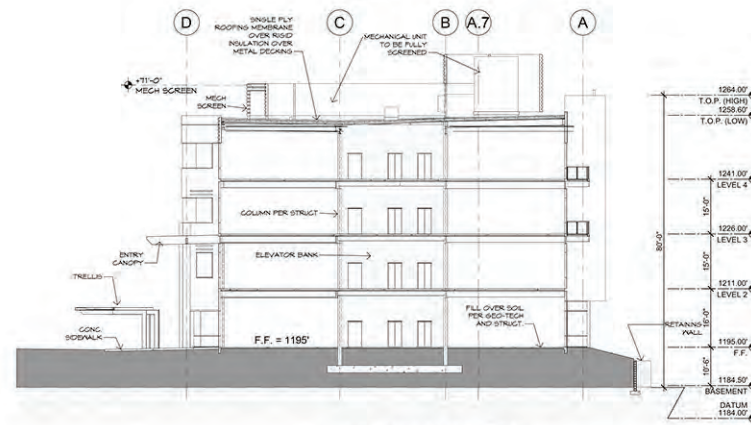 D
C
B
A.7
A
SINGLE PLY
ROOFING MEMBRANE
OVER RIGID
INSULATION OVER
METAL DECKING
MECHANICAL UNIT
TO BE FULLY
SCREENED
+71'-0"
MECH SCREEN
MECH
SCREEN
1264.00'
T.O.P. (HIGH)
1258.60'
T.O.P. (LOW)
1241.00'
LEVEL 4
15'-0"
COLUMN PER STRUCT
1226.00'
LEVEL 3
80'-0"
ENTRY
CANOPY
ELEVATOR BANK
15'-0"
TRELLIS
1211.00'
LEVEL 2
FILL OVER SOIL
PER GEO-TECH
AND STRUCT.
16'-0"
RETAINING
WALL
CONC.
SIDEWALK
F.F. = 1195'
1195.00'
F.F.
10'-6"
1184.50'
BASEMENT
DATUM
1184.00'